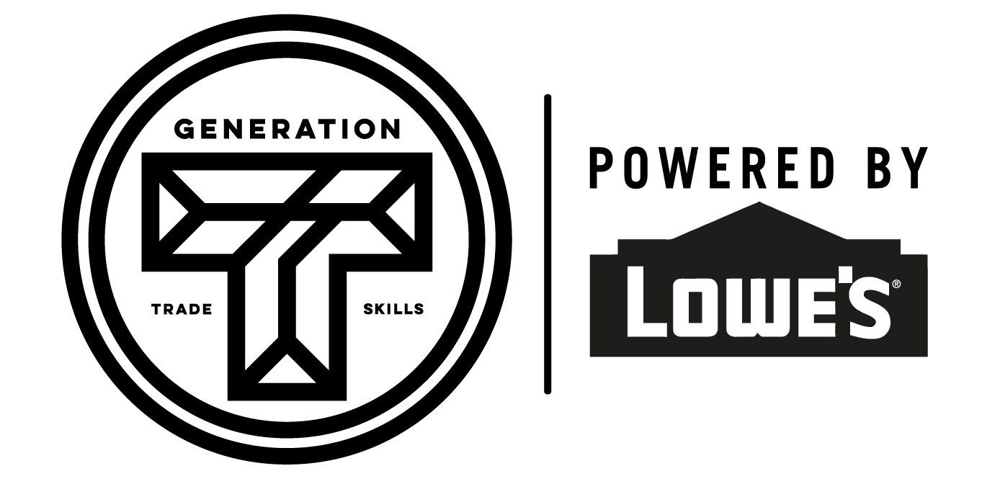 GENERATION
T
TRADE SKILLS
POWERED BY
LOWE'S®